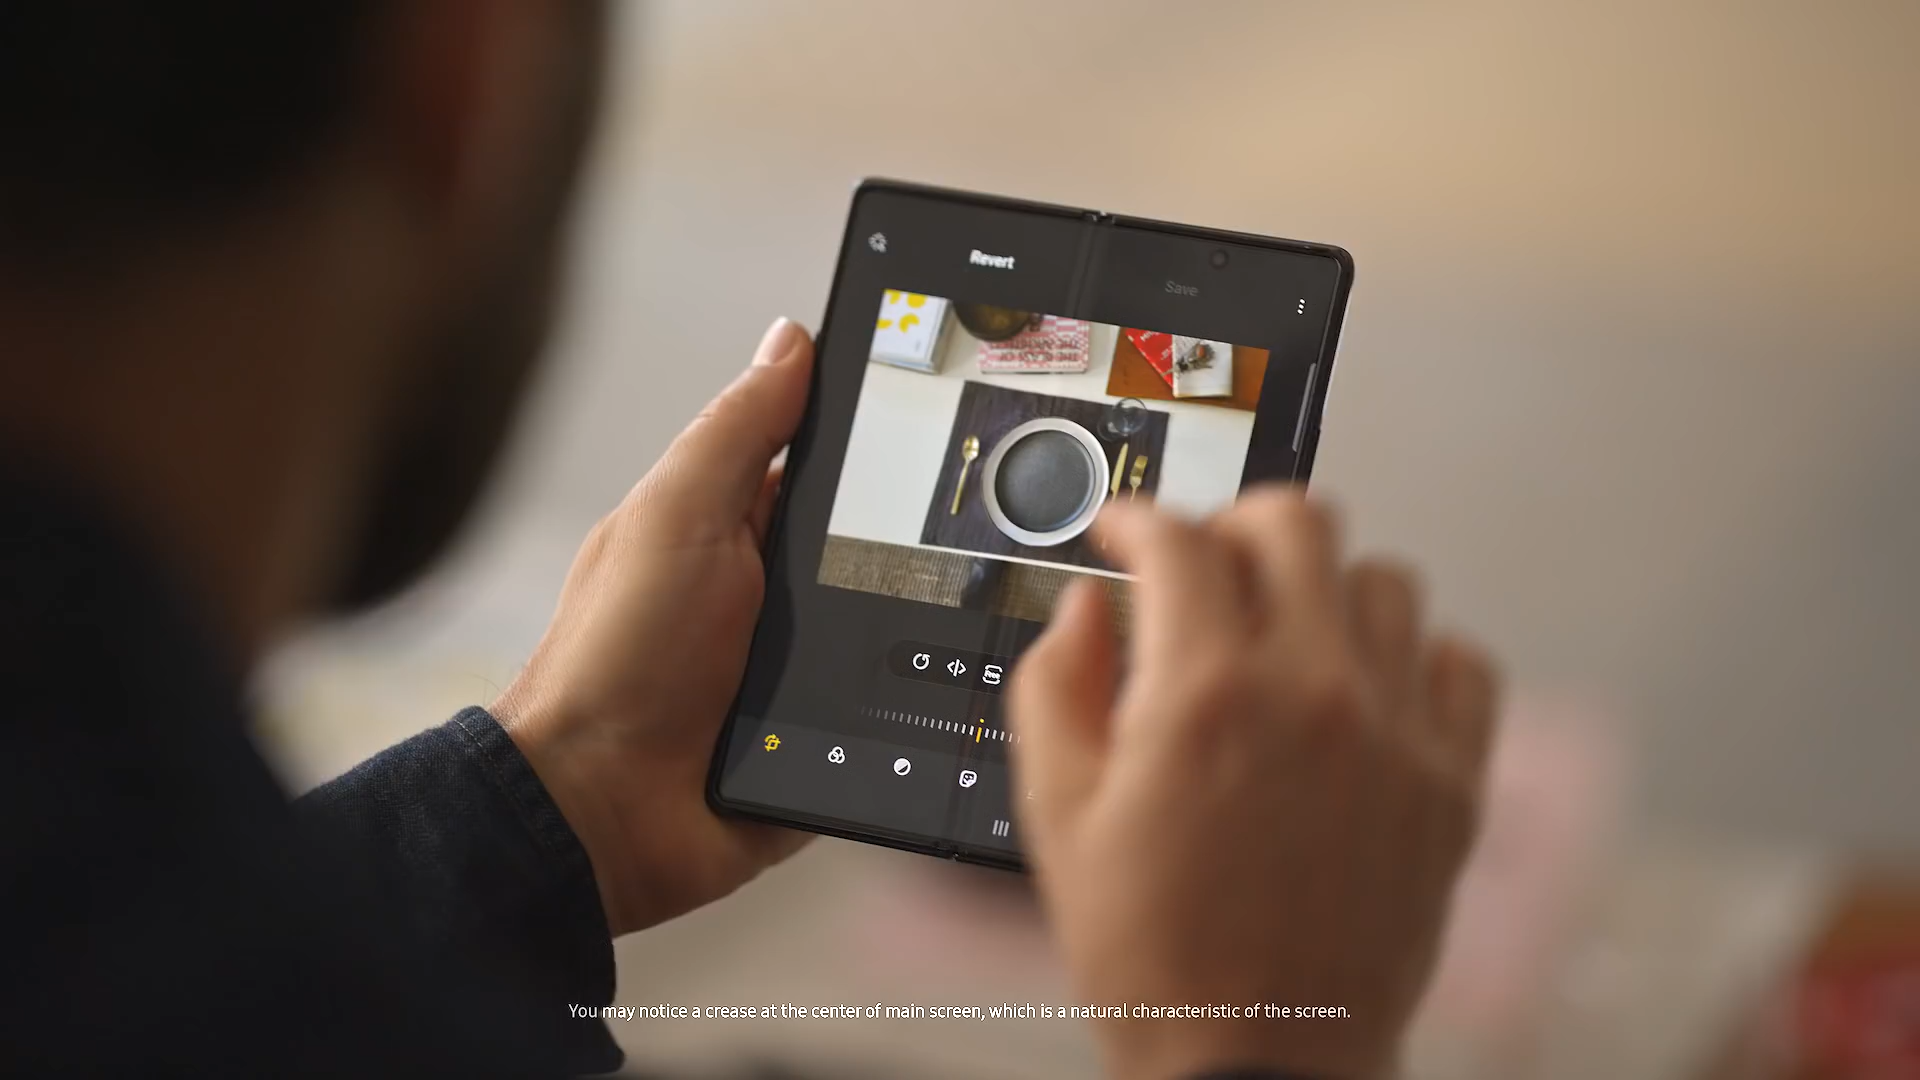 Revert
Save
Free
You may notice a crease at the center of main screen, which is a natural characteristic of the screen.